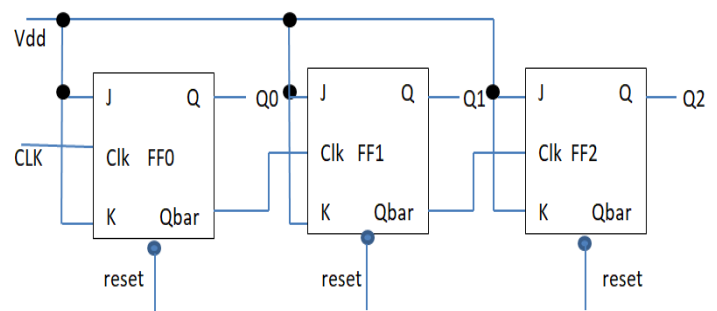 Vdd
J Q Q0
J Q Q1
J Q Q2
CLK
Clk FF0
Clk FF1
Clk FF2
K Qbar
K Qbar
K Qbar
reset
reset
reset